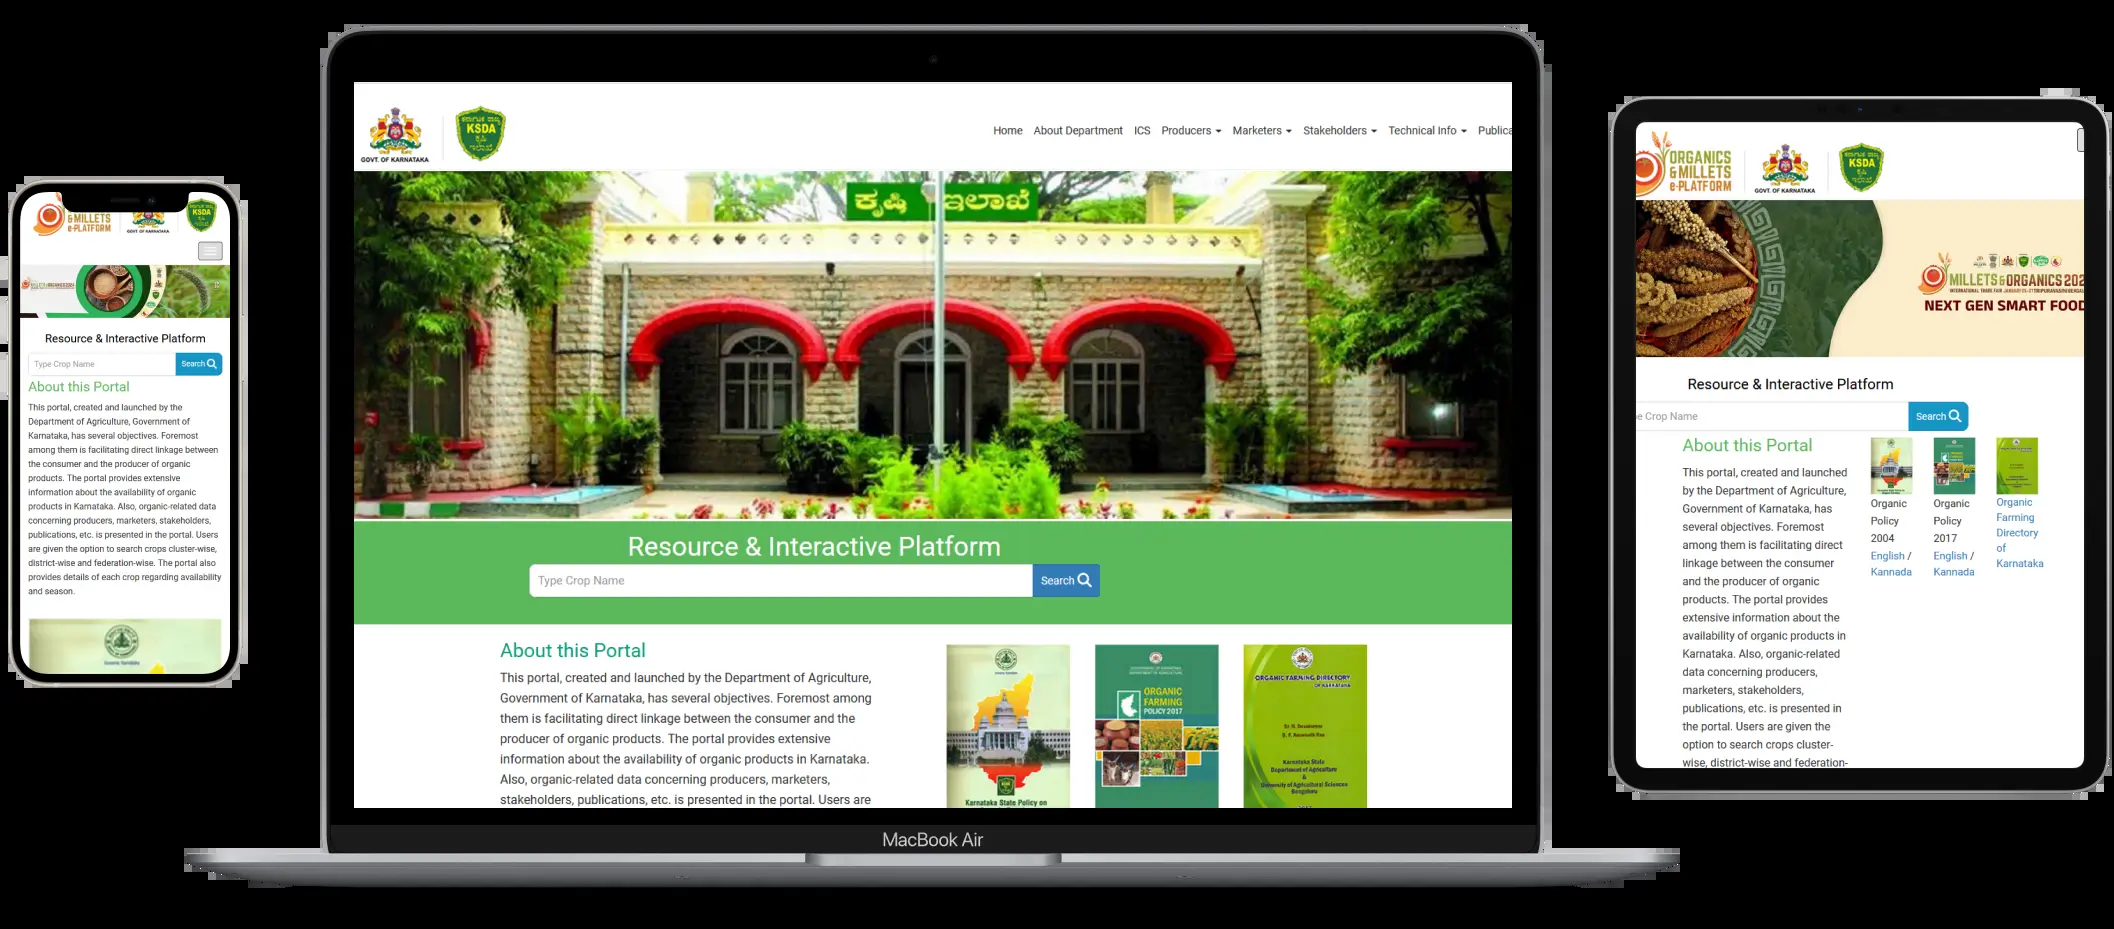 & MILLETS
e-PLATFORM
GOVT. OF KARNATAKA
KSDA
Resource & Interactive Platform
Type Crop Name
Search
About this Portal
This portal, created and launched by the
Department of Agriculture, Government of
Karnataka, has several objectives. Foremost
among them is facilitating direct linkage between
the consumer and the producer of organic
products. The portal provides extensive
information about the availability of organic
products in Karnataka. Also, organic-related data
concerning producers, marketers, stakeholders,
publications, etc. is presented in the portal. Users
are given the option to search crops cluster-wise,
district-wise and federation-wise. The portal also
provides details of each crop regarding availability
and season.
GOVT. OF KARNATAKA
KSDA
ಕೃಷಿ
ಇಲಾಖೆ
Home About Department ICS Producers Marketers Stakeholders Technical Info Publica
ಕೃಷಿ ಇಲಾಖೆ
Resource & Interactive Platform
Type Crop Name
Search
About this Portal
This portal, created and launched by the Department of Agriculture,
Government of Karnataka, has several objectives. Foremost among
them is facilitating direct linkage between the consumer and the
producer of organic products. The portal provides extensive
information about the availability of organic products in Karnataka.
Also, organic-related data concerning producers, marketers,
stakeholders, publications, etc. is presented in the portal. Users are
Karnataka State Policy on
GOVERNMENT OF KARNATAKA
DEPARTMENT OF AGRICULTURE
ORGANIC
FARMING
POLICY 2017
ORGANIC FARMING DIRECTORY
OF KARNATAKA
Karnataka State
Department of Agriculture
&
University of Agricultural Sciences
Bengaluru
MacBook Air
ORGANICS
& MILLETS
e-PLATFORM
GOVT. OF KARNATAKA
KSDA
MILLETS & ORGANICS 202
NEXT GEN SMART FOOD
Resource & Interactive Platform
e Crop Name
Search
About this Portal
This portal, created and launched
by the Department of Agriculture,
Government of Karnataka, has
several objectives. Foremost
among them is facilitating direct
linkage between the consumer
and the producer of organic
products. The portal provides
extensive information about the
availability of organic products in
Karnataka. Also, organic-related
data concerning producers,
marketers, stakeholders,
publications, etc. is presented in
the portal. Users are given the
option to search crops cluster-
wise, district-wise and federation-
Organic
Policy
2004
English /
Kannada
Organic
Policy
2017
English /
Kannada
Organic
Farming
Directory
of
Karnataka